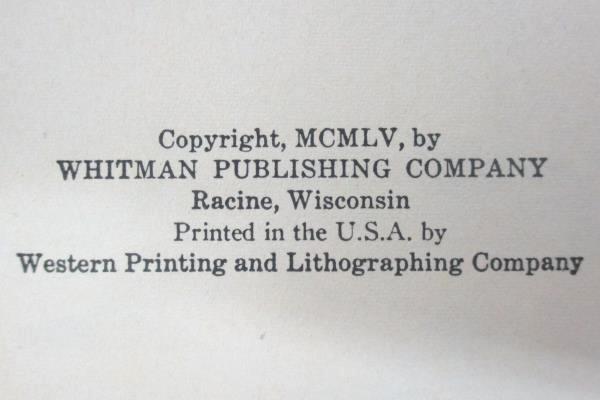 Copyright, MCMLV, by
WHITMAN PUBLISHING COMPANY
Racine, Wisconsin
Printed in the U.S.A. by
Western Printing and Lithographing Company